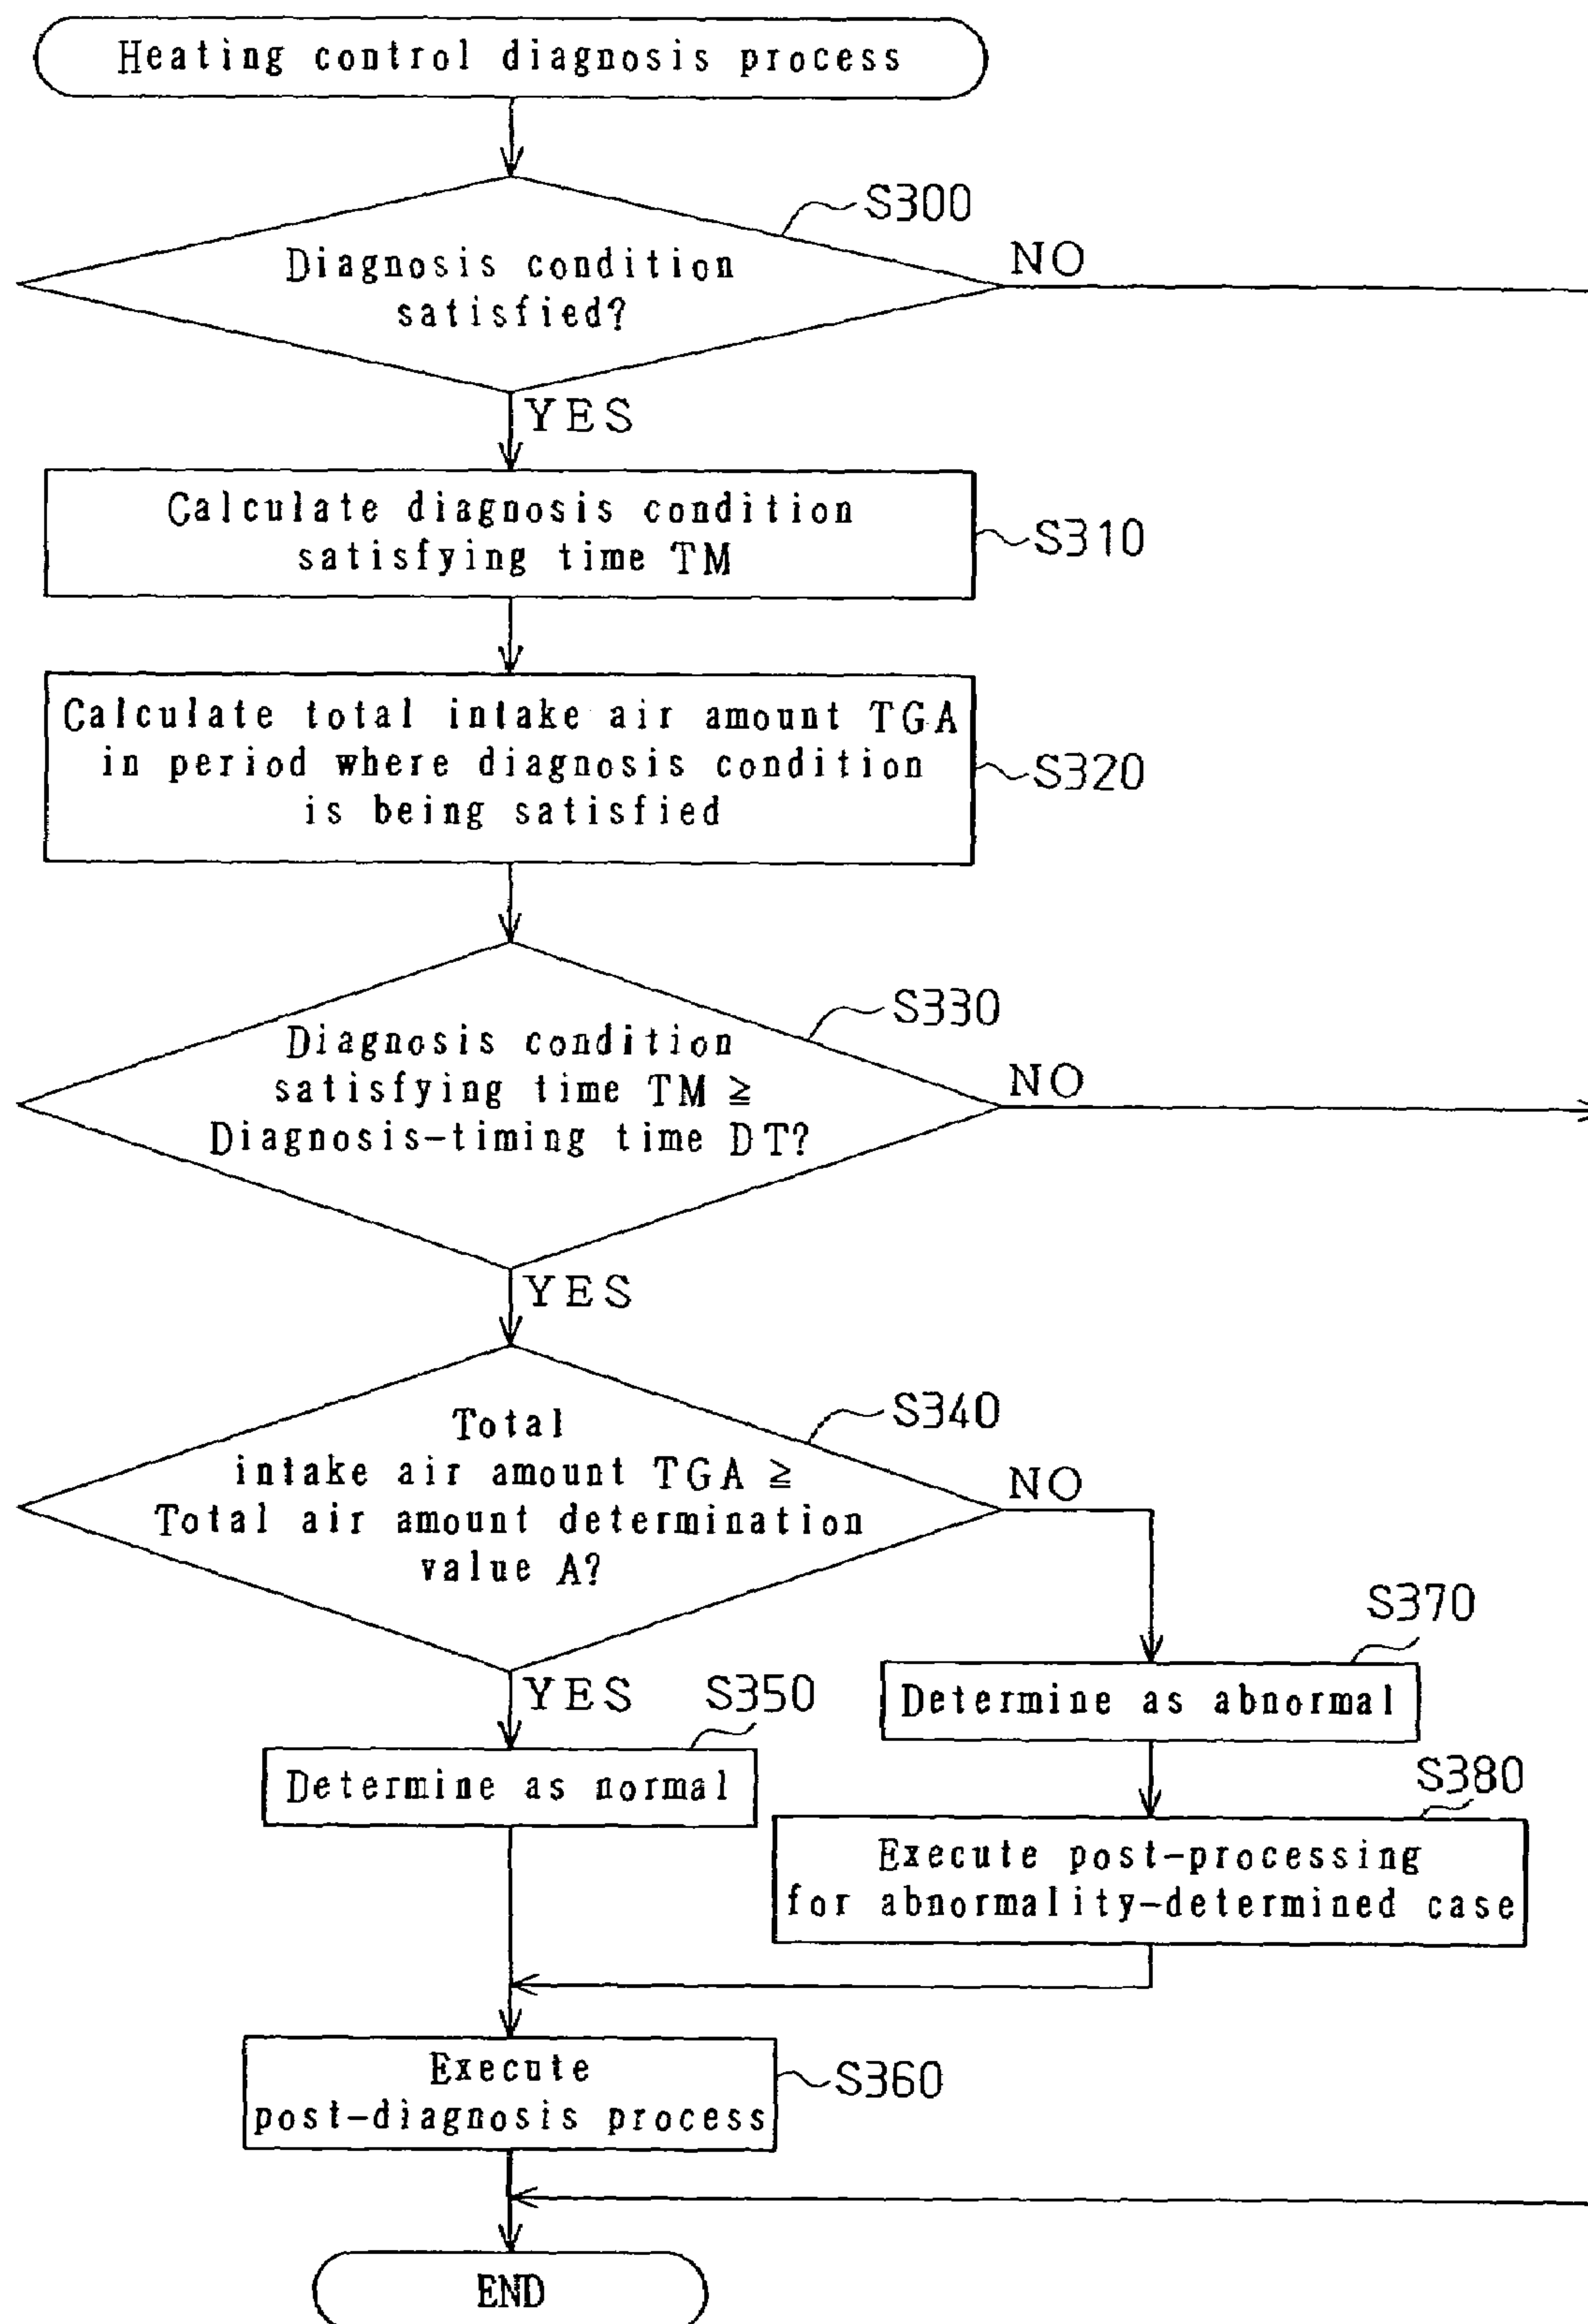 Heating control diagnosis process
S300
Diagnosis condition
satisfied?
NO
YES
Calculate diagnosis condition
satisfying time TM
S310
Calculate total intake air amount TGA
in period where diagnosis condition
is being satisfied
S320
S330
Diagnosis condition
satisfying time TM ≧
Diagnosis-timing time DT?
NO
YES
S340
Total
intake air amount TGA ≧
Total air amount determination
value A?
NO
YES
S350
Determine as normal
S370
Determine as abnormal
S380
Execute post-processing
for abnormality-determined case
Execute
post-diagnosis process
S360
END